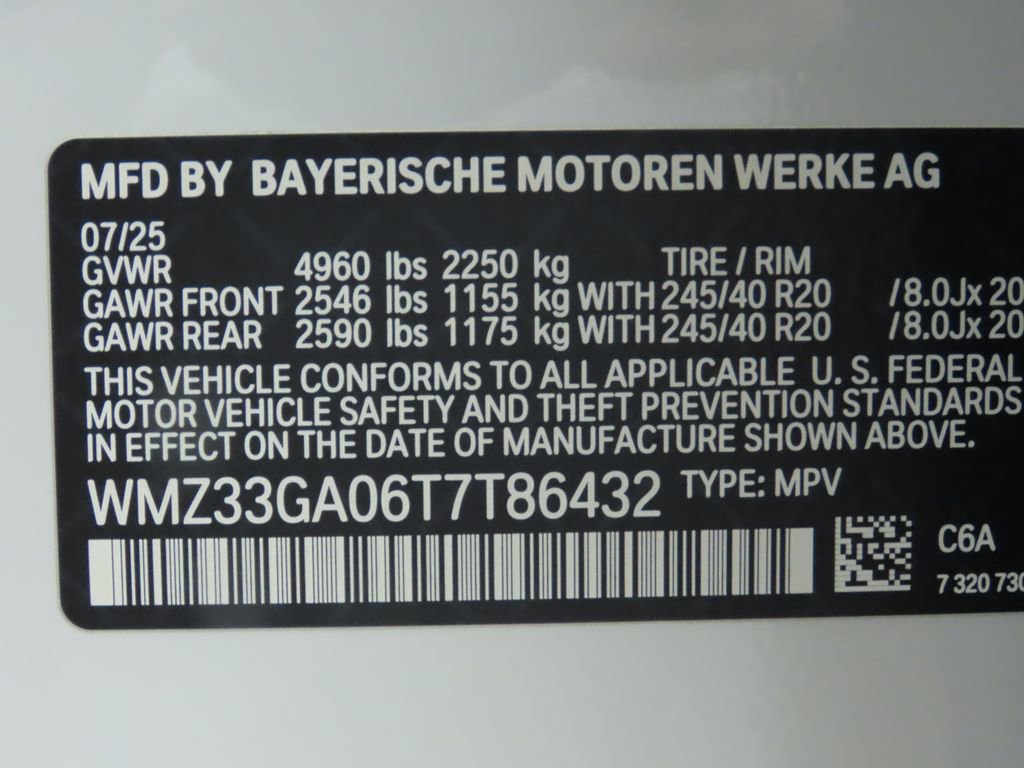 MFD BY BAYERISCHE MOTOREN WERKE AG
07/25
GVWR 4960 lbs 2250 kg TIRE / RIM
GAWR FRONT 2546 lbs 1155 kg WITH 245/40 R20 / 8.0Jx 20
GAWR REAR 2590 lbs 1175 kg WITH 245/40 R20 / 8.0Jx 20
THIS VEHICLE CONFORMS TO ALL APPLICABLE U. S. FEDERAL
MOTOR VEHICLE SAFETY AND THEFT PREVENTION STANDARDS
IN EFFECT ON THE DATE OF MANUFACTURE SHOWN ABOVE.
WMZ33GA06T7T86432 TYPE: MPV
C6A
7 320 730